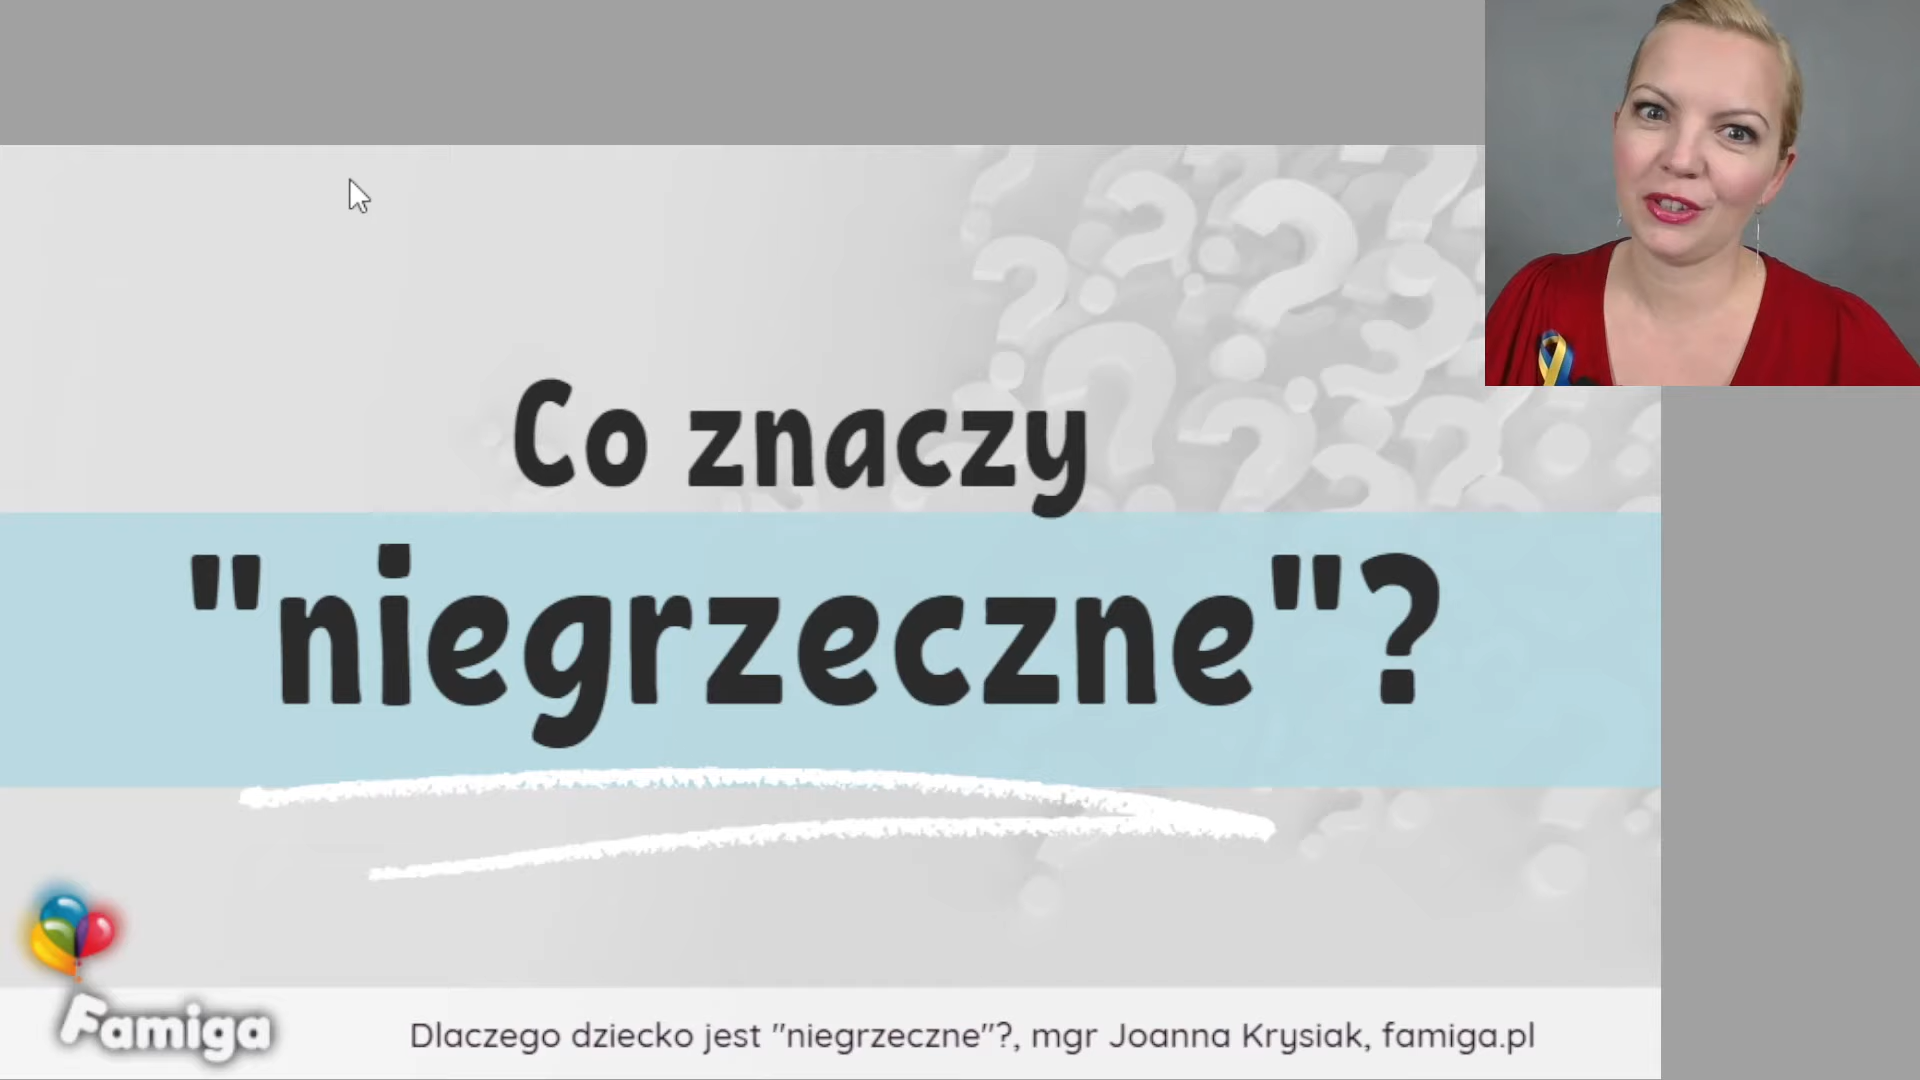 Co znaczy
"niegrzeczne"?
Famiga
Dlaczego dziecko jest "niegrzeczne"?, mgr Joanna Krysiak, famiga.pl